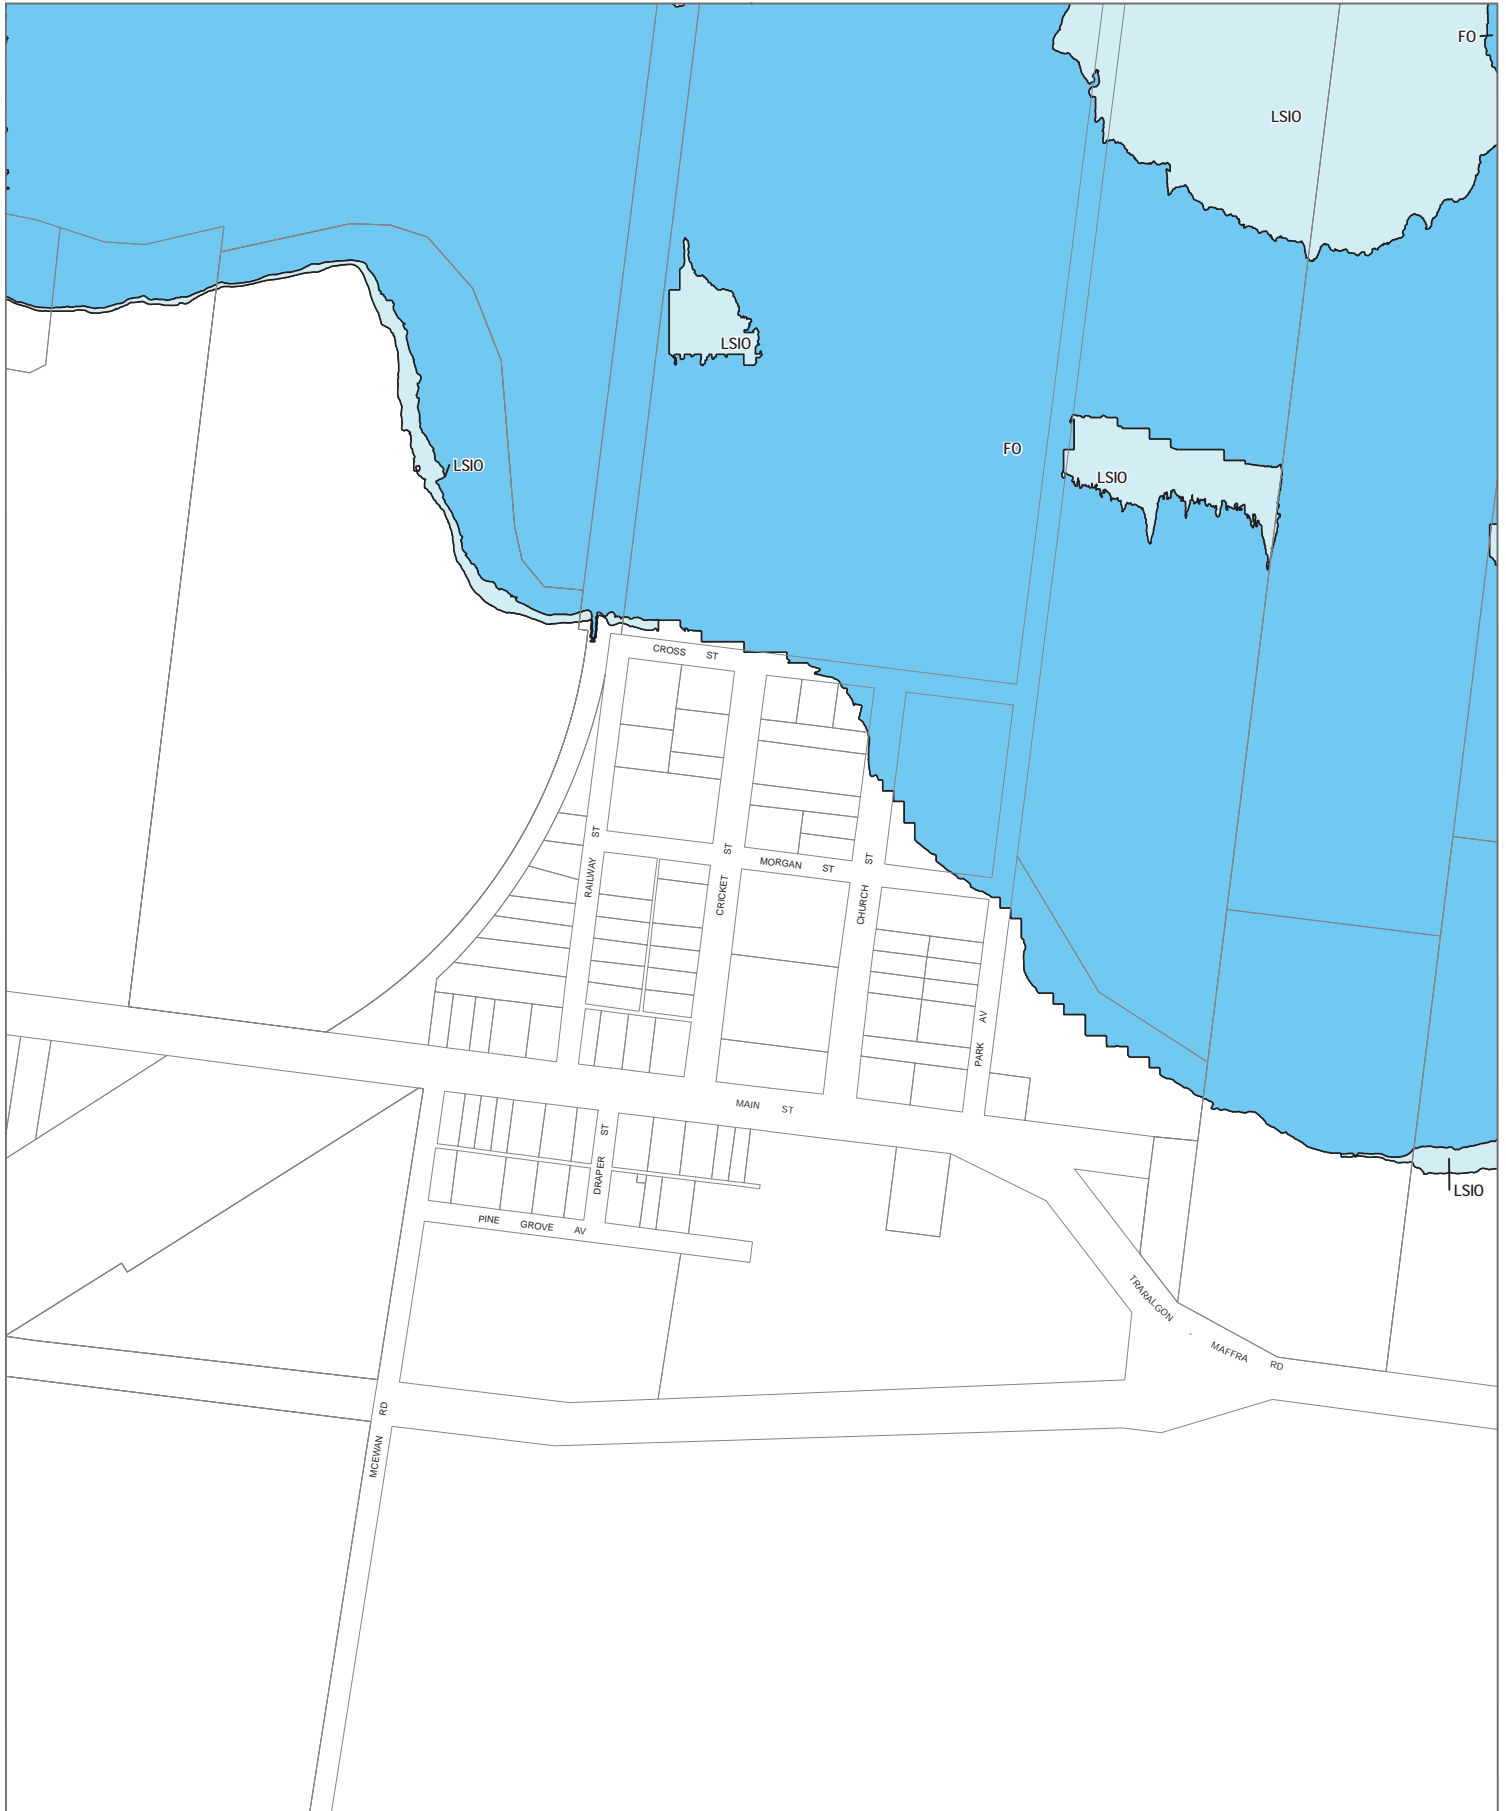 FO
LSIO
LSIO
FO
LSIO
LSIO
CROSS ST
RAILWAY ST
CRICKET ST
MORGAN ST
CHURCH ST
PARK AV
MAIN ST
DRAPER ST
LSIO
PINE GROVE AV
TRARALGON - MAFFRA RD
MCEWAN RD